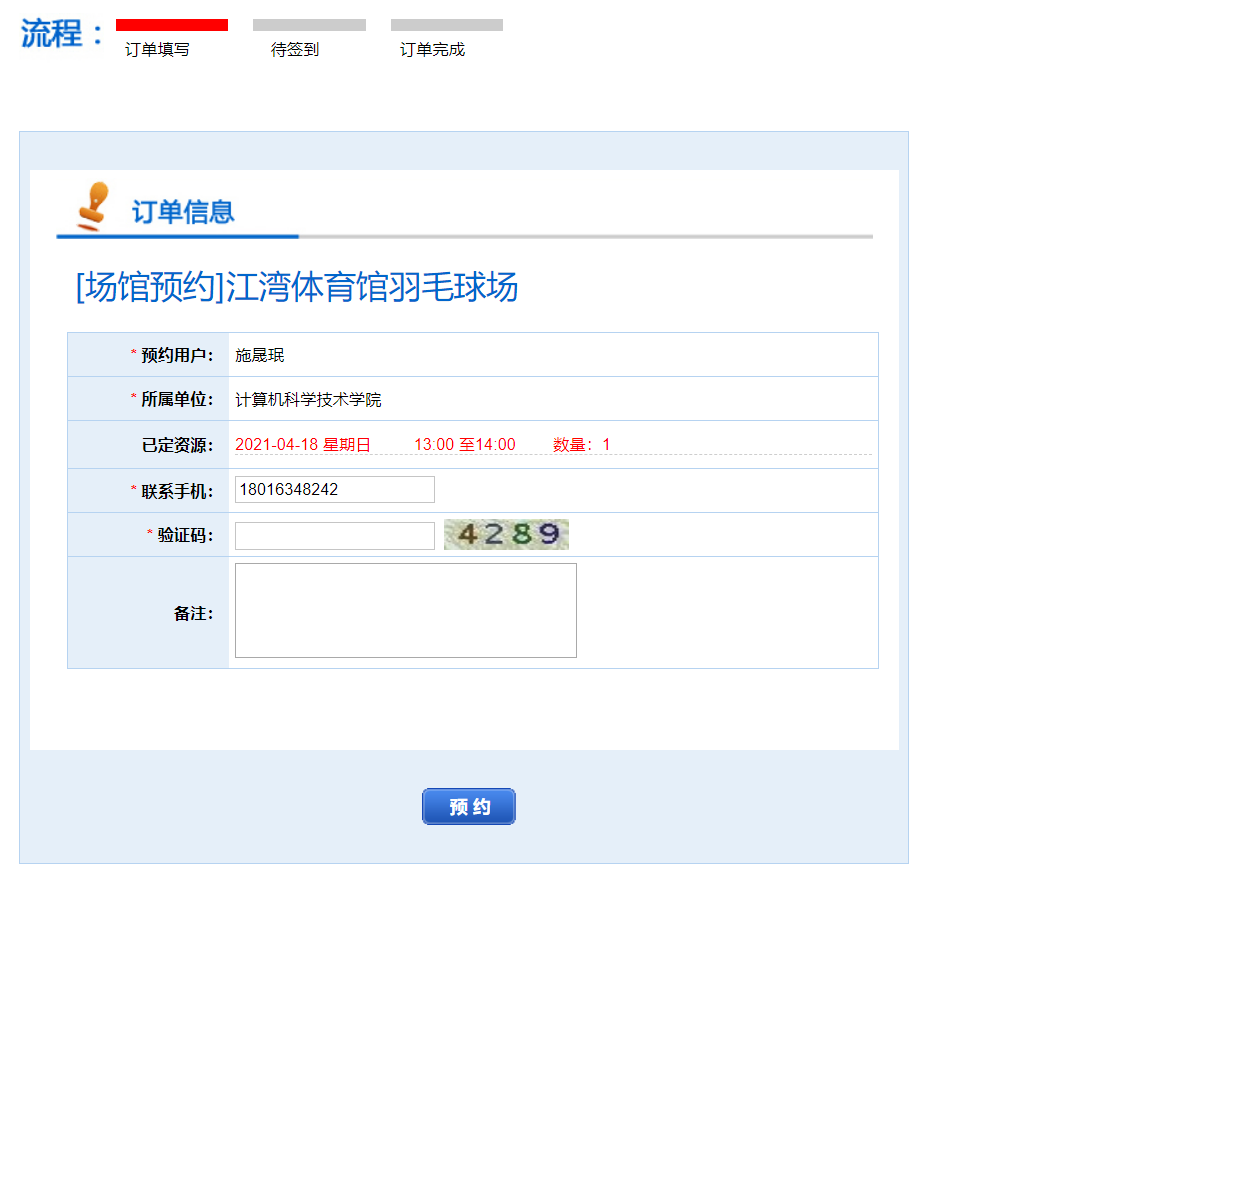 流程：
订单填写 待签到 订单完成
订单信息
[场馆预约]江湾体育馆羽毛球场
* 预约用户： 施晟珉
* 所属单位： 计算机科学技术学院
已定资源： 2021-04-18 星期日 13:00 至14:00 数量：1
* 联系手机： 18016348242
* 验证码： 4289
备注：
预 约